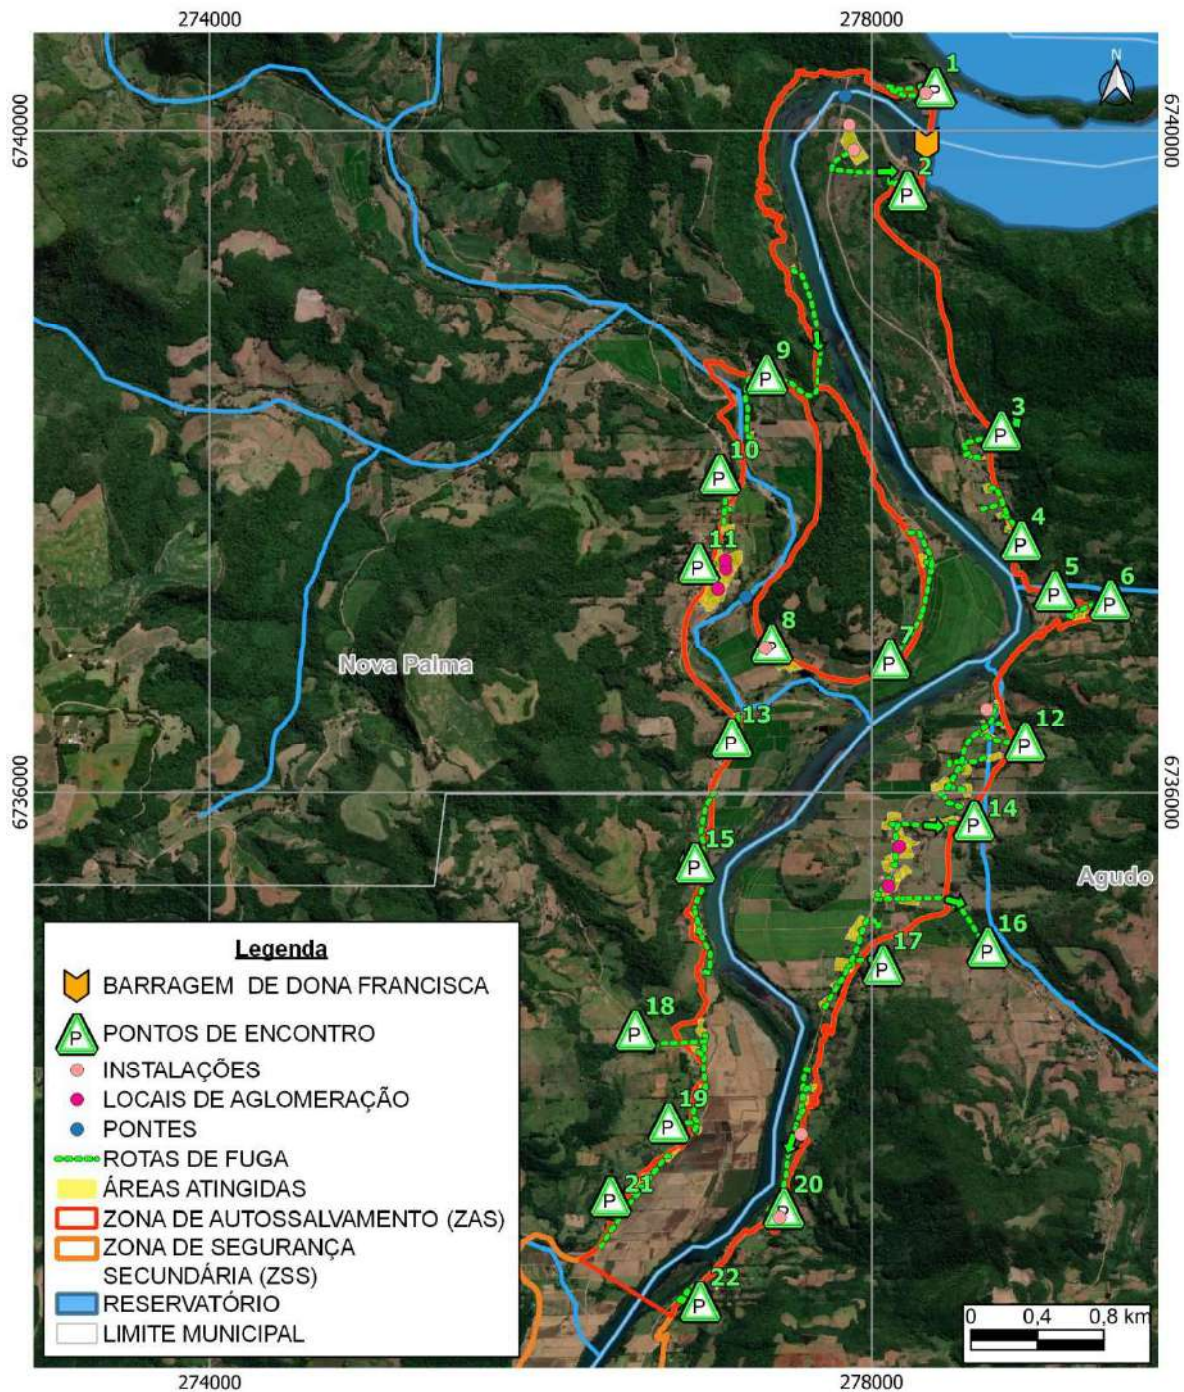 274000
278000
N
1
6740000
6740000
P
2
P
9
P
3
P
10
P
4
P
11
P
5
P
6
P
8
P
7
P
Nova Palma
13
P
12
P
6736000
6736000
14
P
15
P
Agudo
16
P
17
P
18
P
19
P
20
P
21
P
22
P
Legenda
BARRAGEM DE DONA FRANCISCA
P PONTOS DE ENCONTRO
INSTALAÇÕES
LOCAIS DE AGLOMERAÇÃO
PONTES
ROTAS DE FUGA
ÁREAS ATINGIDAS
ZONA DE AUTOSSALVAMENTO (ZAS)
ZONA DE SEGURANÇA
SECUNDÁRIA (ZSS)
RESERVATÓRIO
LIMITE MUNICIPAL
0 0,4 0,8 km
274000
278000